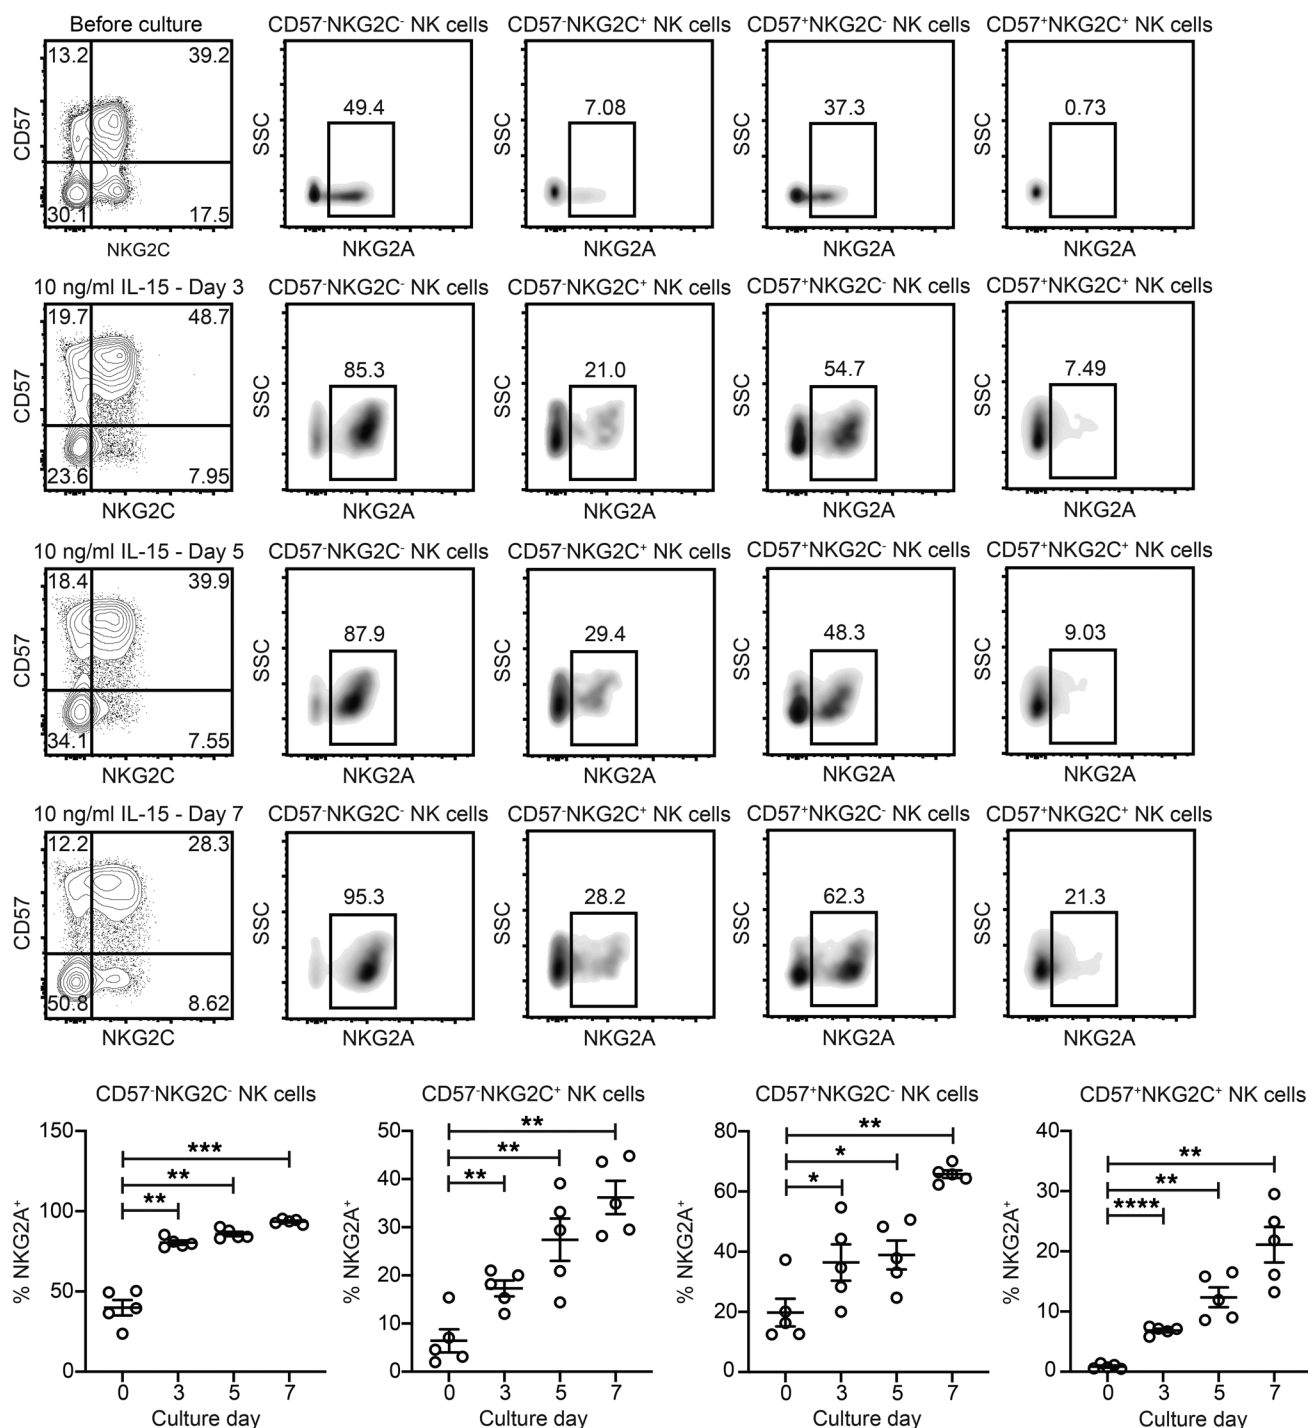 Before culture
CD57⁻NKG2C⁻ NK cells
CD57⁻NKG2C⁺ NK cells
CD57⁺NKG2C⁻ NK cells
CD57⁺NKG2C⁺ NK cells
13.2 39.2
30.1 17.5
CD57
NKG2C
SSC
49.4
NKG2A
SSC
7.08
NKG2A
SSC
37.3
NKG2A
SSC
0.73
NKG2A
10 ng/ml IL-15 - Day 3
CD57⁻NKG2C⁻ NK cells
CD57⁻NKG2C⁺ NK cells
CD57⁺NKG2C⁻ NK cells
CD57⁺NKG2C⁺ NK cells
19.7 48.7
23.6 7.95
CD57
NKG2C
SSC
85.3
NKG2A
SSC
21.0
NKG2A
SSC
54.7
NKG2A
SSC
7.49
NKG2A
10 ng/ml IL-15 - Day 5
CD57⁻NKG2C⁻ NK cells
CD57⁻NKG2C⁺ NK cells
CD57⁺NKG2C⁻ NK cells
CD57⁺NKG2C⁺ NK cells
18.4 39.9
34.1 7.55
CD57
NKG2C
SSC
87.9
NKG2A
SSC
29.4
NKG2A
SSC
48.3
NKG2A
SSC
9.03
NKG2A
10 ng/ml IL-15 - Day 7
CD57⁻NKG2C⁻ NK cells
CD57⁻NKG2C⁺ NK cells
CD57⁺NKG2C⁻ NK cells
CD57⁺NKG2C⁺ NK cells
12.2 28.3
50.8 8.62
CD57
NKG2C
SSC
95.3
NKG2A
SSC
28.2
NKG2A
SSC
62.3
NKG2A
SSC
21.3
NKG2A
CD57⁻NKG2C⁻ NK cells
% NKG2A⁺
150
100
50
0
***
**
**
0 3 5 7
Culture day
CD57⁻NKG2C⁺ NK cells
% NKG2A⁺
50
40
30
20
10
0
**
**
**
0 3 5 7
Culture day
CD57⁺NKG2C⁻ NK cells
% NKG2A⁺
80
60
40
20
0
**
*
*
0 3 5 7
Culture day
CD57⁺NKG2C⁺ NK cells
% NKG2A⁺
40
30
20
10
0
**
**
****
0 3 5 7
Culture day